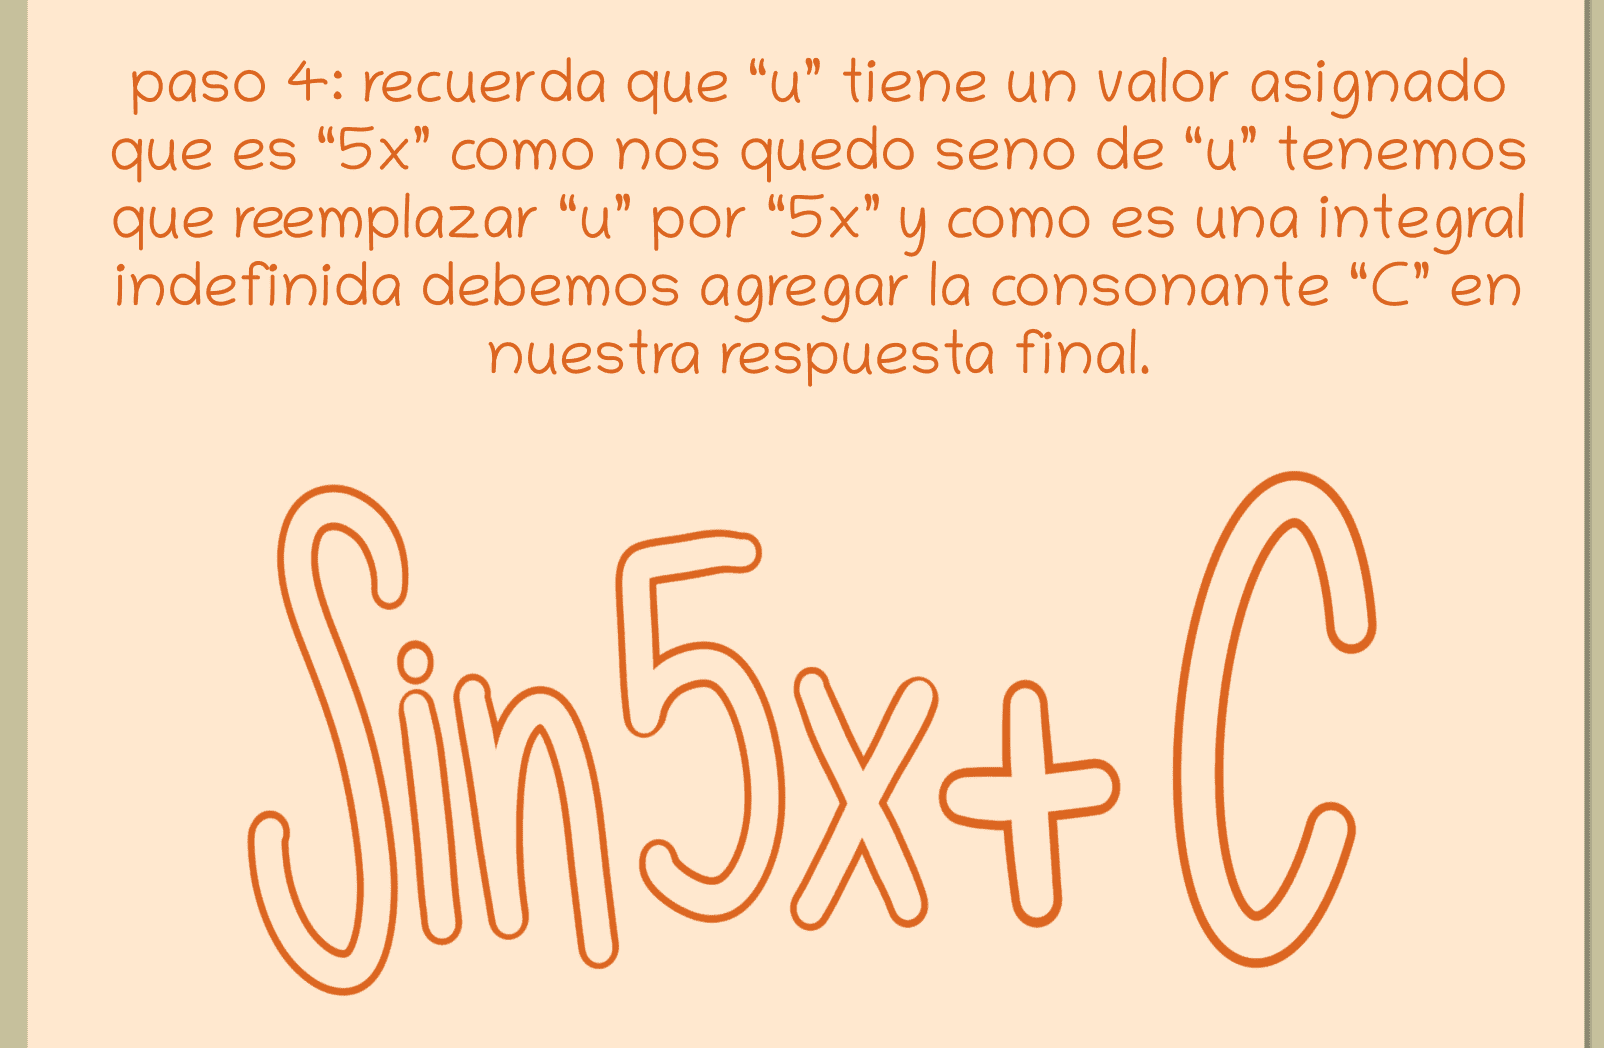 paso 4: recuerda que “u” tiene un valor asignado
que es “5x” como nos quedo seno de “u” tenemos
que reemplazar “u” por “5x” y como es una integral
indefinida debemos agregar la consonante “C” en
nuestra respuesta final.
Sin5x+C